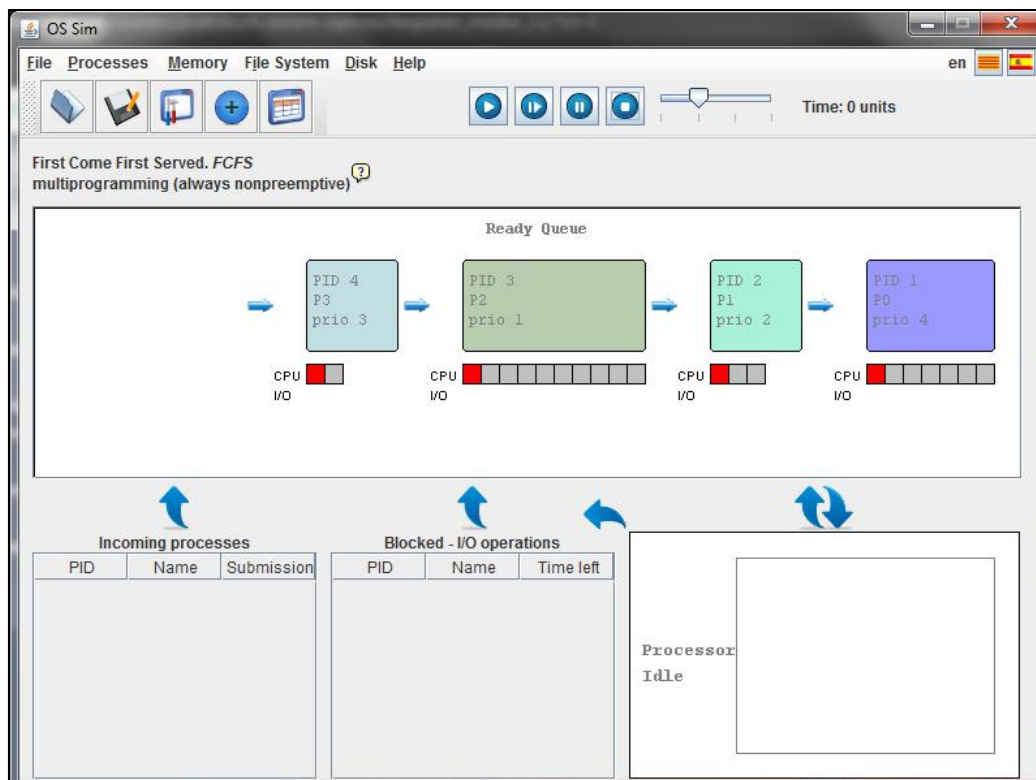 OS Sim
File Processes Memory File System Disk Help en
Time: 0 units
First Come First Served. FCFS
multiprogramming (always nonpreemptive) ?
Ready Queue
PID 4
P3
prio 3
CPU
I/O
PID 3
P2
prio 1
CPU
I/O
PID 2
P1
prio 2
CPU
I/O
PID 1
P0
prio 4
CPU
I/O
Incoming processes
PID Name Submission
Blocked - I/O operations
PID Name Time left
Processor
Idle